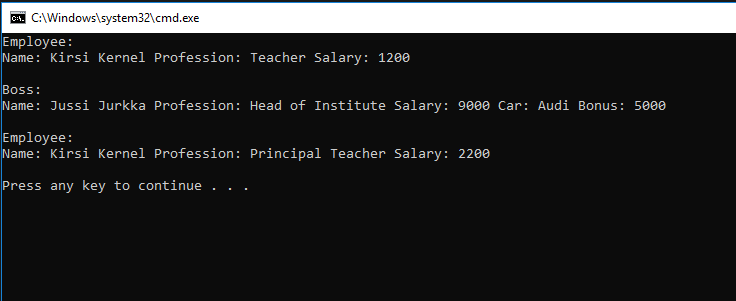 C:\Windows\system32\cmd.exe
Employee:
Name: Kirsi Kernel Profession: Teacher Salary: 1200
Boss:
Name: Jussi Jurkka Profession: Head of Institute Salary: 9000 Car: Audi Bonus: 5000
Employee:
Name: Kirsi Kernel Profession: Principal Teacher Salary: 2200
Press any key to continue . . .